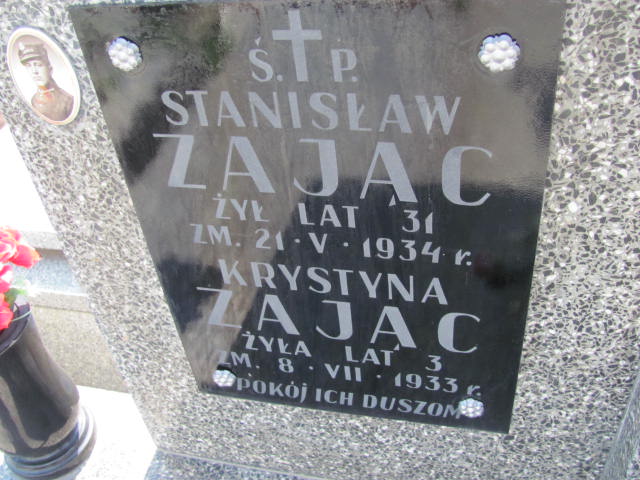 Ś. P.
STANISŁAW
ZAJĄC
ŻYŁ LAT 31
ZM. 21 · V · 1934 r.
KRYSTYNA
ZAJĄC
ŻYŁA LAT 3
ZM. 8 · VII · 1933 r.
POKÓJ ICH DUSZOM